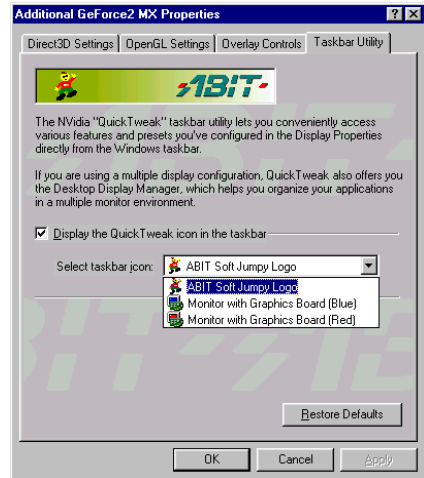 Additional GeForce2 MX Properties
Direct3D Settings OpenGL Settings Overlay Controls Taskbar Utility
ABIT
The NVidia "QuickTweak" taskbar utility lets you conveniently access
various features and presets you've configured in the Display Properties
directly from the Windows taskbar.
If you are using a multiple display configuration, QuickTweak also offers you
the Desktop Display Manager, which helps you organize your applications
in a multiple monitor environment.
Display the QuickTweak icon in the taskbar
Select taskbar icon: ABIT Soft Jumpy Logo
ABIT Soft Jumpy Logo
Monitor with Graphics Board (Blue)
Monitor with Graphics Board (Red)
Restore Defaults
OK Cancel Apply